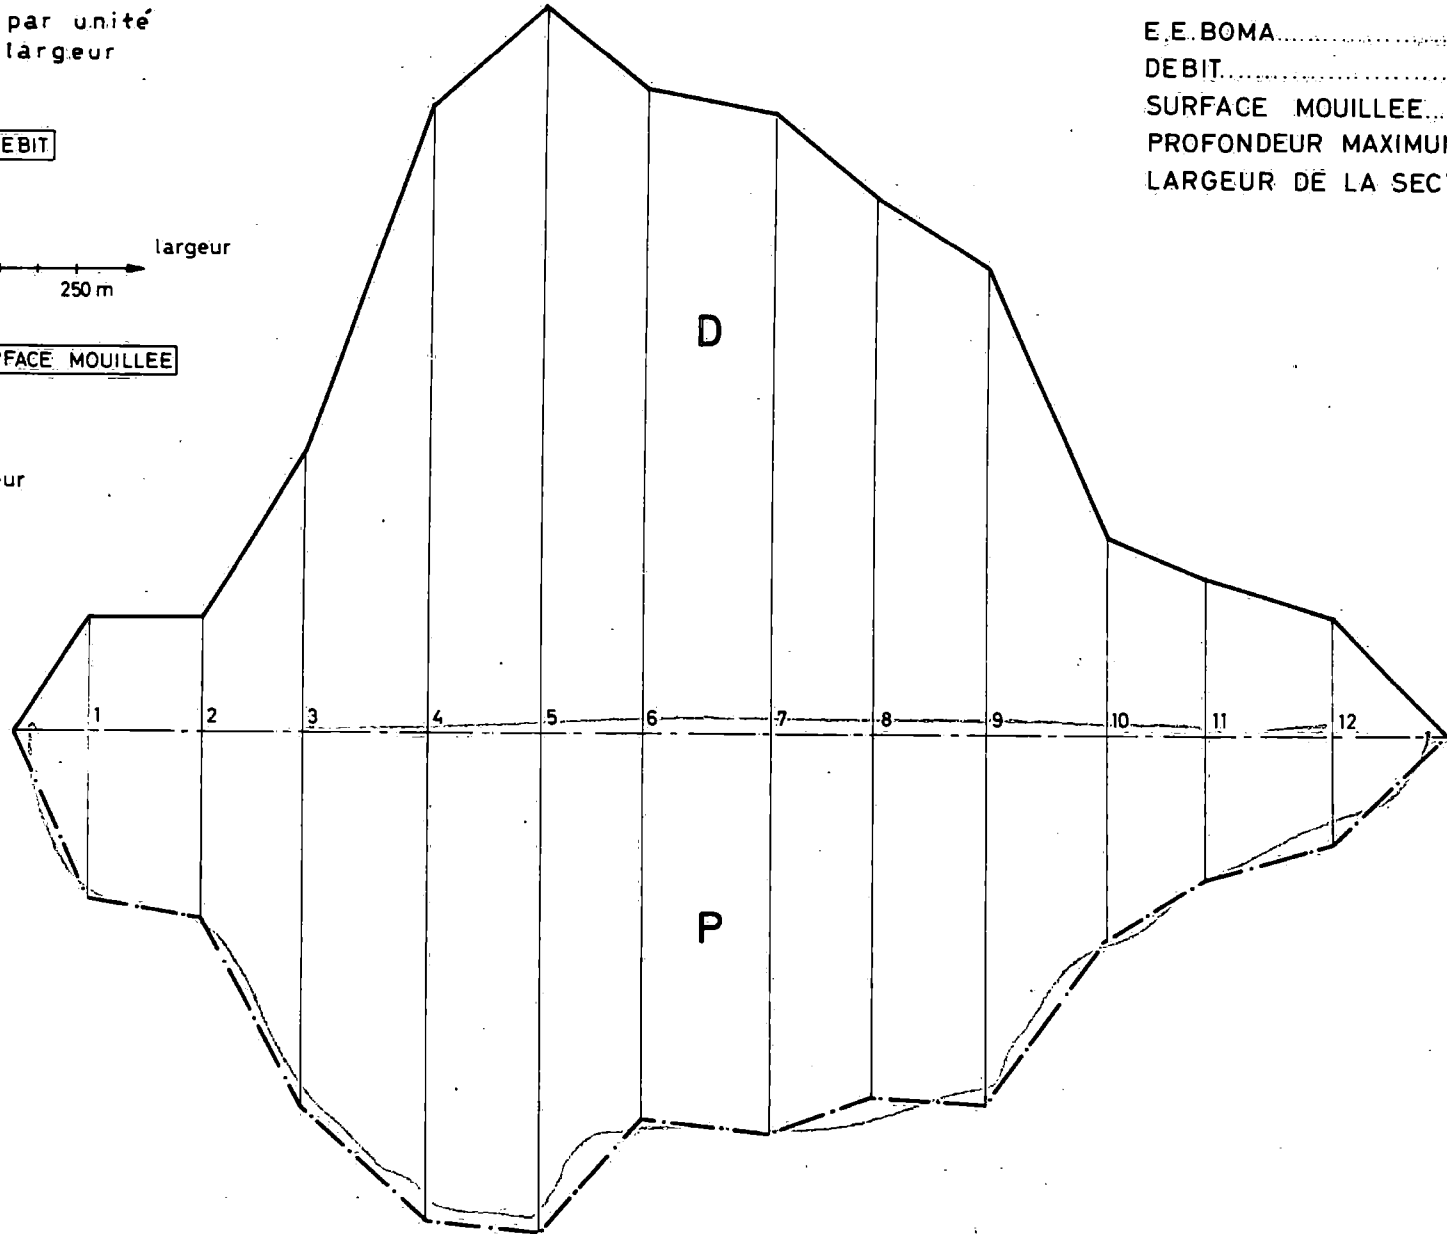 par unité
largeur
EBIT
largeur
250 m
FACE MOUILLEE
ur
E.E. BOMA
DEBIT
SURFACE MOUILLEE
PROFONDEUR MAXIMU
LARGEUR DE LA SEC
D
1 2 3 4 5 6 7 8 9 10 11 12
P